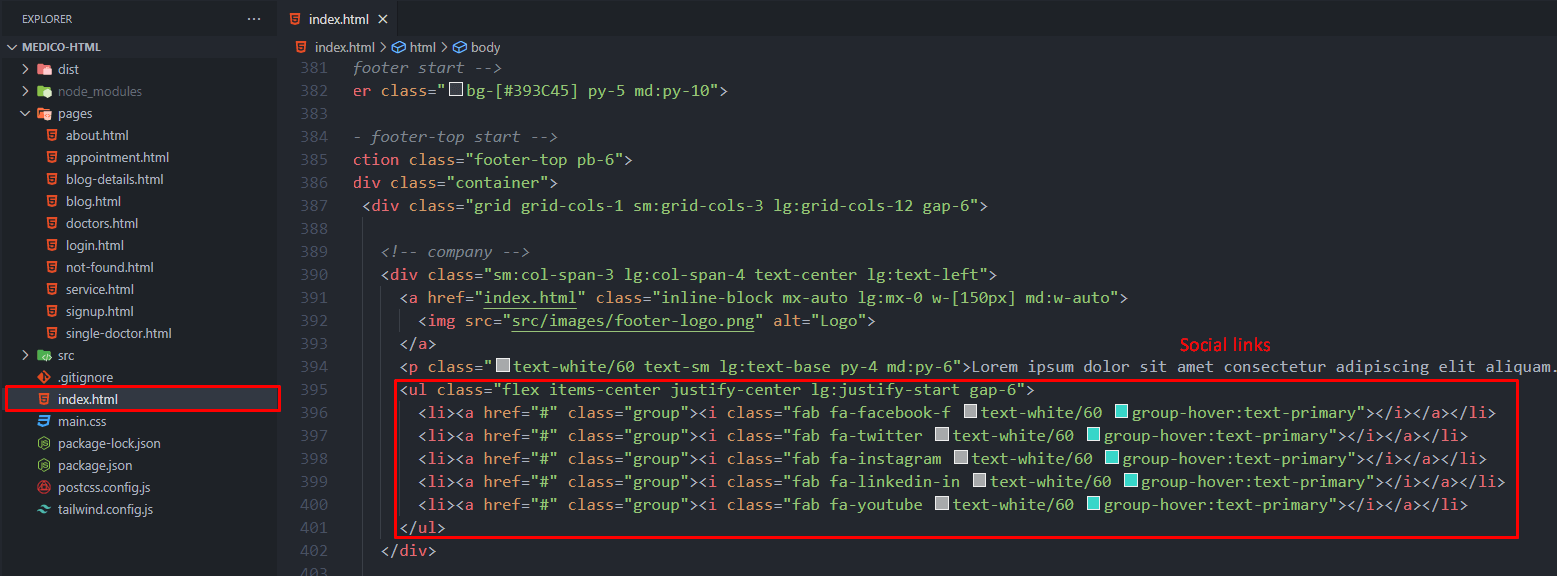 EXPLORER ···
MEDICO-HTML
dist
node_modules
pages
about.html
appointment.html
blog-details.html
blog.html
doctors.html
login.html
not-found.html
service.html
signup.html
single-doctor.html
src
.gitignore
index.html
main.css
package-lock.json
package.json
postcss.config.js
tailwind.config.js
index.html ×
index.html > html > body
381 footer start -->
382 er class="bg-[#393C45] py-5 md:py-10">
383
384 - footer-top start -->
385 ction class="footer-top pb-6">
386 div class="container">
387 <div class="grid grid-cols-1 sm:grid-cols-3 lg:grid-cols-12 gap-6">
388
389 <!-- company -->
390 <div class="sm:col-span-3 lg:col-span-4 text-center lg:text-left">
391 <a href="index.html" class="inline-block mx-auto lg:mx-0 w-[150px] md:w-auto">
392 <img src="src/images/footer-logo.png" alt="Logo">
393 </a>
Social links
394 <p class="text-white/60 text-sm lg:text-base py-4 md:py-6">Lorem ipsum dolor sit amet consectetur adipiscing elit aliquam.
395 <ul class="flex items-center justify-center lg:justify-start gap-6">
396 <li><a href="#" class="group"><i class="fab fa-facebook-f text-white/60 group-hover:text-primary"></i></a></li>
397 <li><a href="#" class="group"><i class="fab fa-twitter text-white/60 group-hover:text-primary"></i></a></li>
398 <li><a href="#" class="group"><i class="fab fa-instagram text-white/60 group-hover:text-primary"></i></a></li>
399 <li><a href="#" class="group"><i class="fab fa-linkedin-in text-white/60 group-hover:text-primary"></i></a></li>
400 <li><a href="#" class="group"><i class="fab fa-youtube text-white/60 group-hover:text-primary"></i></a></li>
401 </ul>
402 </div>
403